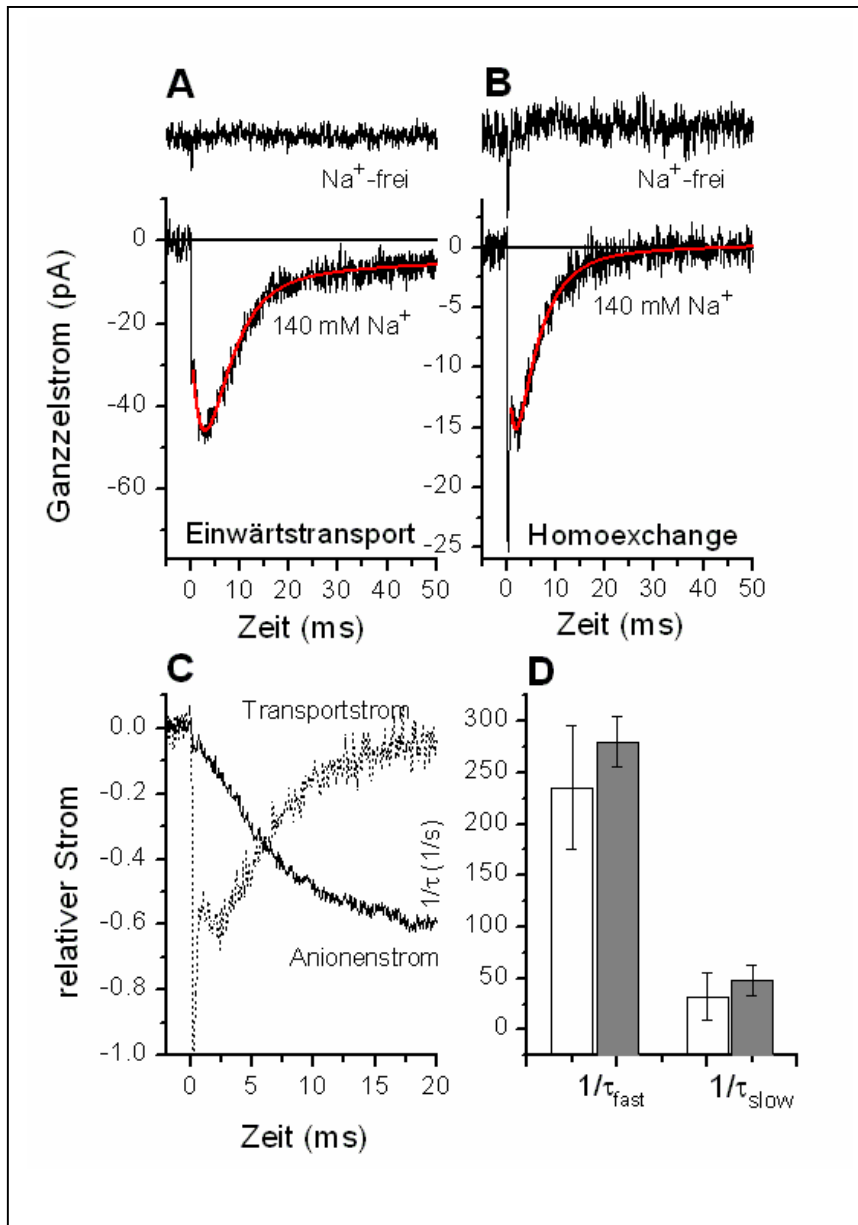 A
B
Na⁺-frei
Na⁺-frei
Ganzzelstrom (pA)
0
-20
-40
-60
140 mM Na⁺
Einwärtstransport
0 10 20 30 40 50
Zeit (ms)
0
-5
-10
-15
-20
-25
140 mM Na⁺
Homoexchange
0 10 20 30 40 50
Zeit (ms)
C
relativer Strom
0.0
-0.2
-0.4
-0.6
-0.8
-1.0
Transportstrom
Anionenstrom
0 5 10 15 20
Zeit (ms)
D
1/τ (1/s)
300
250
200
150
100
50
0
1/τfast 1/τslow